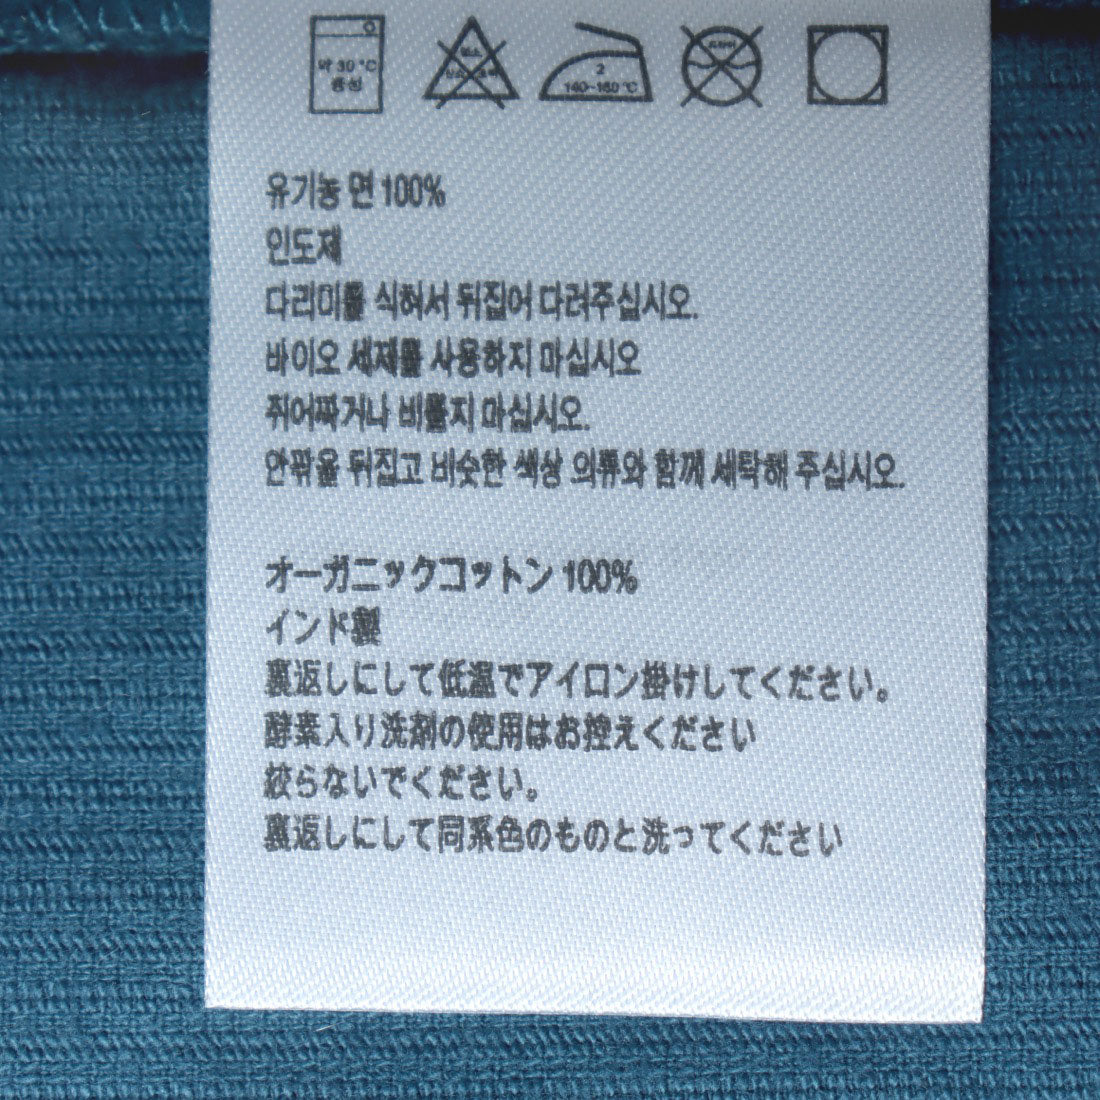 약 30 °C
중성
2
140~160 °C
유기농 면 100%
인도제
다리미를 식혀서 뒤집어 다려주십시오.
바이오 세제를 사용하지 마십시오
쥐어짜거나 비틀지 마십시오.
안팎을 뒤집고 비슷한 색상 의류와 함께 세탁해 주십시오.
オーガニックコットン 100%
インド製
裏返しにして低温でアイロン掛けしてください。
酵素入り洗剤の使用はお控えください
絞らないでください。
裏返しにして同系色のものと洗ってください